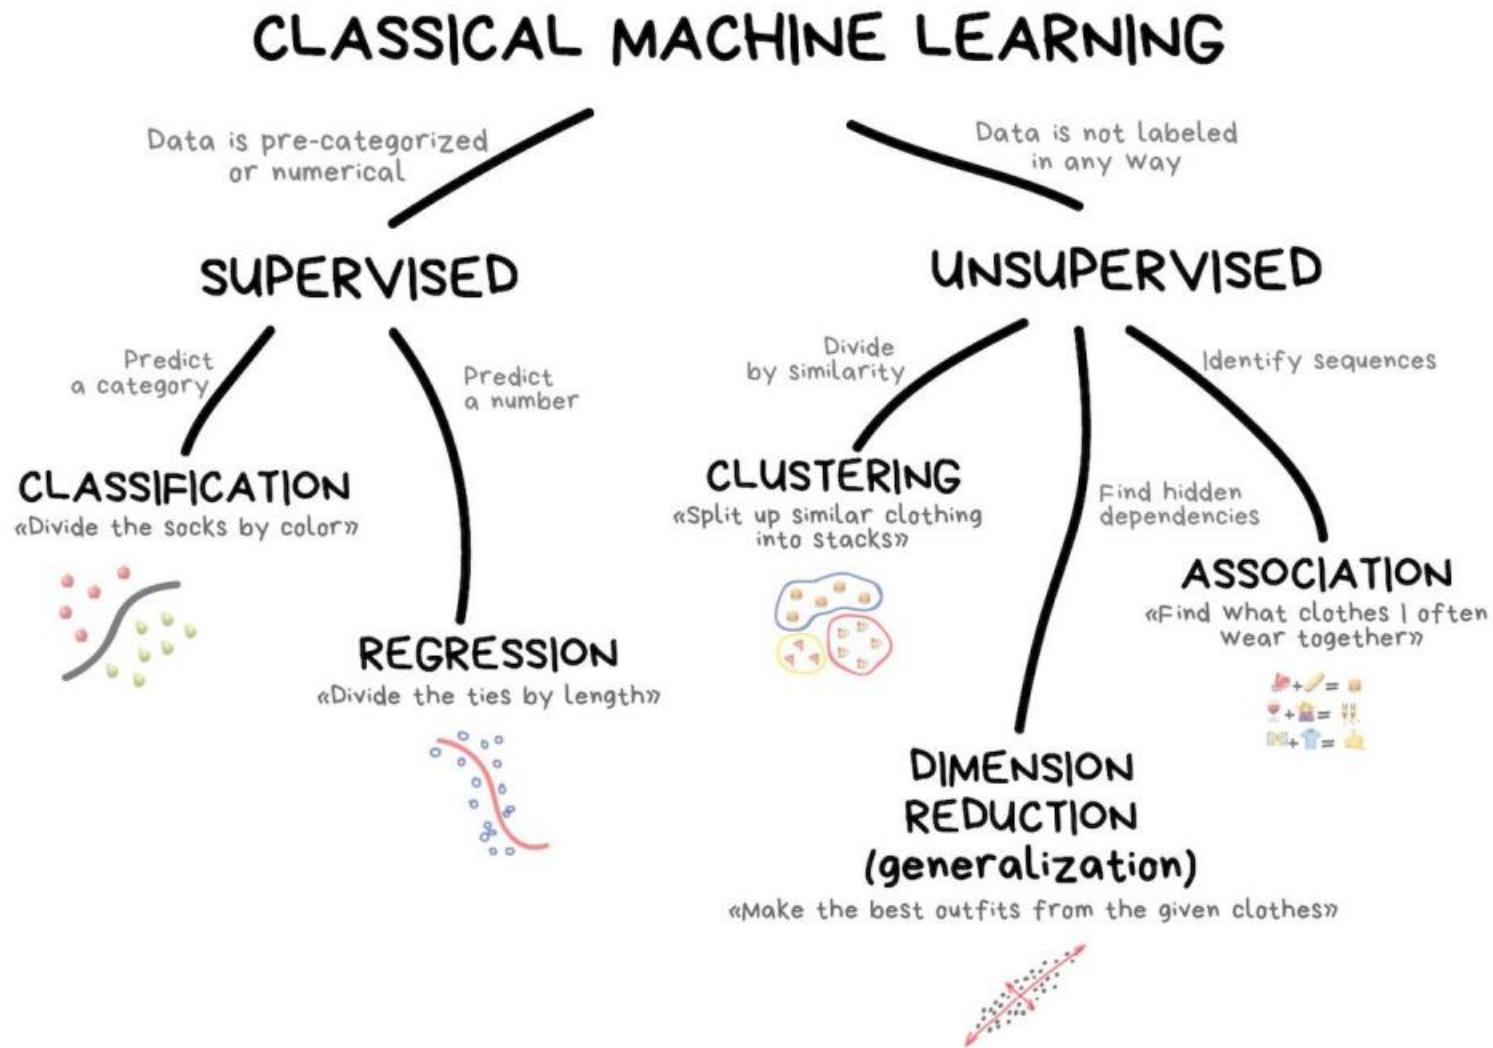 CLASSICAL MACHINE LEARNING
Data is pre-categorized
or numerical
Data is not labeled
in any way
SUPERVISED
UNSUPERVISED
Predict
a category
Predict
a number
Divide
by similarity
Identify sequences
CLASSIFICATION
«Divide the socks by color»
CLUSTERING
«Split up similar clothing
into stacks»
Find hidden
dependencies
ASSOCIATION
«Find what clothes I often
wear together»
REGRESSION
«Divide the ties by length»
+ =
+ =
+ =
DIMENSION
REDUCTION
(generalization)
«Make the best outfits from the given clothes»